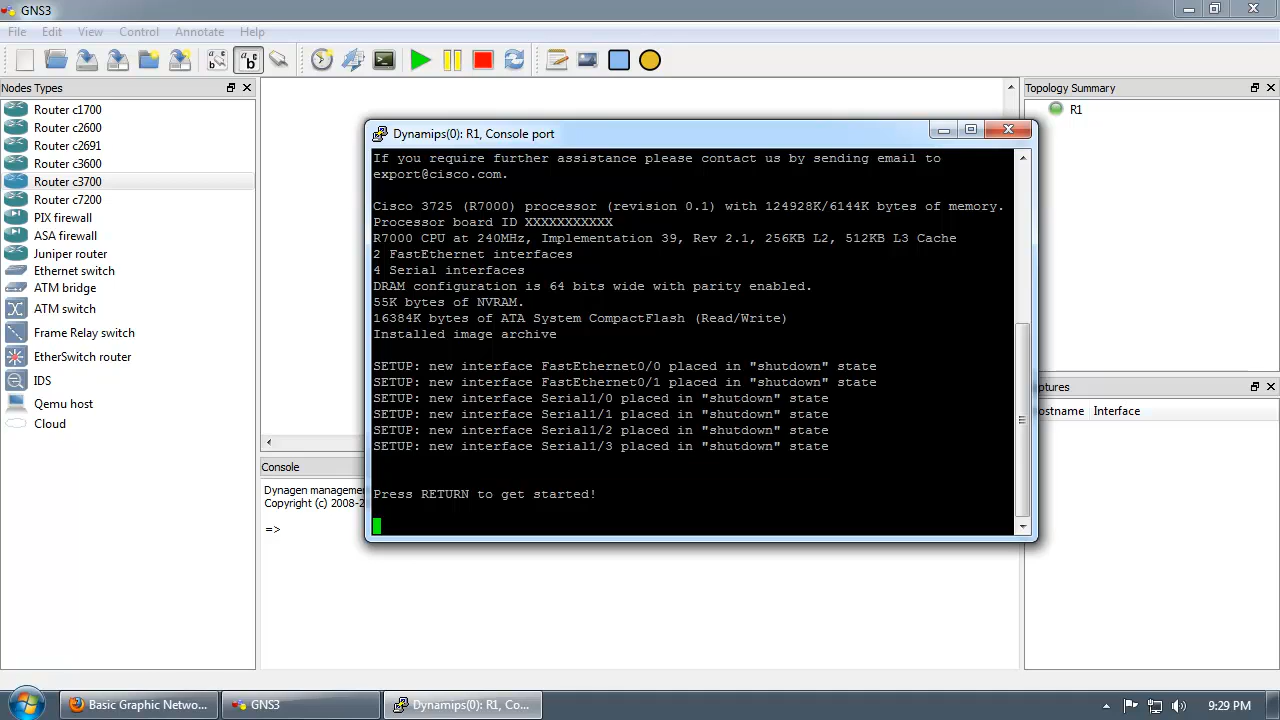 GNS3
File Edit View Control Annotate Help
Nodes Types
Router c1700
Router c2600
Router c2691
Router c3600
Router c3700
Router c7200
PIX firewall
ASA firewall
Juniper router
Ethernet switch
ATM bridge
ATM switch
Frame Relay switch
EtherSwitch router
IDS
Qemu host
Cloud
Dynamips(0): R1, Console port
If you require further assistance please contact us by sending email to
export@cisco.com.
Cisco 3725 (R7000) processor (revision 0.1) with 124928K/6144K bytes of memory.
Processor board ID XXXXXXXXXXX
R7000 CPU at 240MHz, Implementation 39, Rev 2.1, 256KB L2, 512KB L3 Cache
2 FastEthernet interfaces
4 Serial interfaces
DRAM configuration is 64 bits wide with parity enabled.
55K bytes of NVRAM.
16384K bytes of ATA System CompactFlash (Read/Write)
Installed image archive
SETUP: new interface FastEthernet0/0 placed in "shutdown" state
SETUP: new interface FastEthernet0/1 placed in "shutdown" state
SETUP: new interface Serial1/0 placed in "shutdown" state
SETUP: new interface Serial1/1 placed in "shutdown" state
SETUP: new interface Serial1/2 placed in "shutdown" state
SETUP: new interface Serial1/3 placed in "shutdown" state
Press RETURN to get started!
Console
Dynagen manageme
Copyright (c) 2008-2
=>
Topology Summary
R1
ptures
ostname Interface
Basic Graphic Netwo...
GNS3
Dynamips(0): R1, Co...
9:29 PM